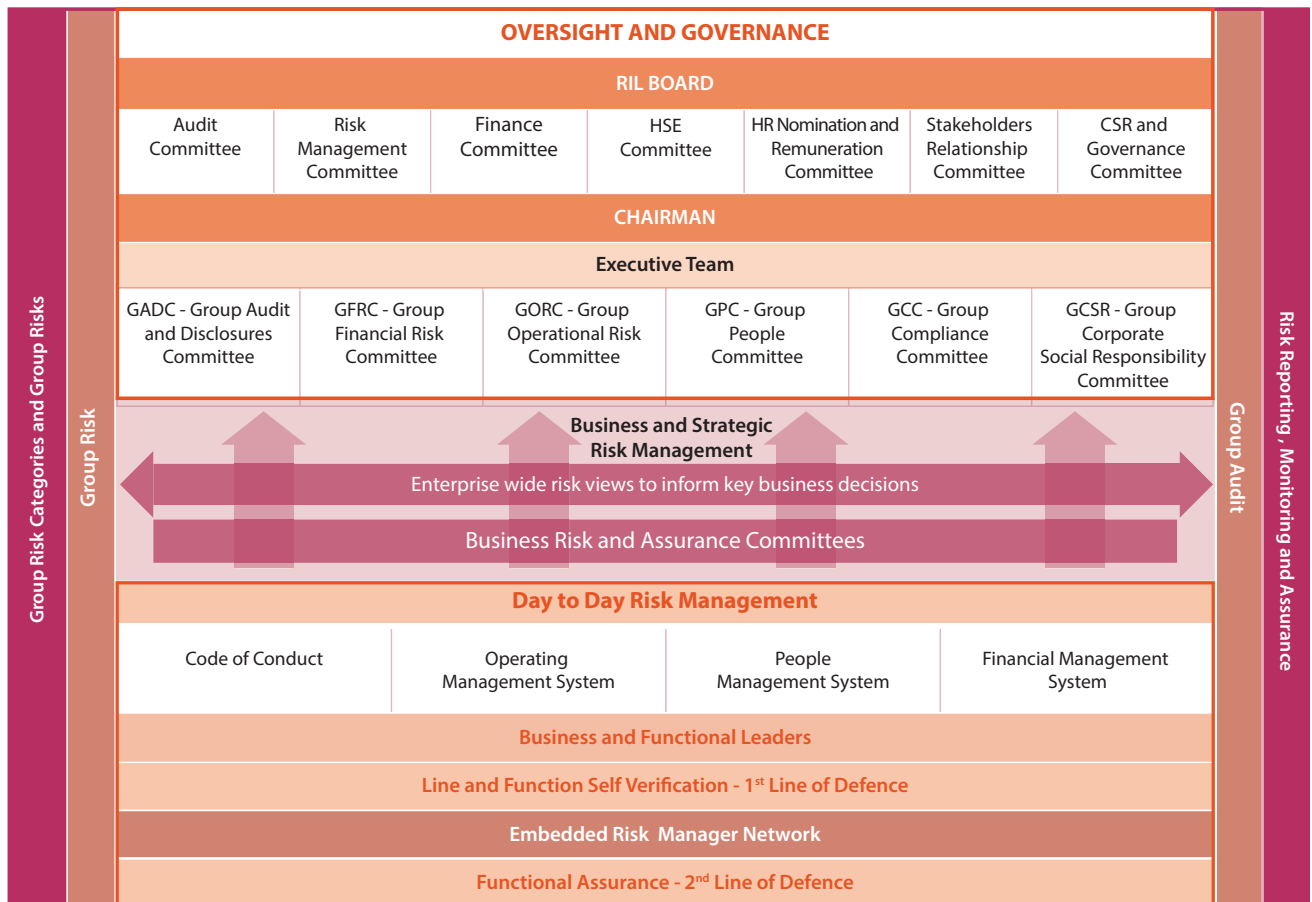 OVERSIGHT AND GOVERNANCE
RIL BOARD
Audit
Committee
Risk
Management
Committee
Finance
Committee
HSE
Committee
HR Nomination and
Remuneration
Committee
Stakeholders
Relationship
Committee
CSR and
Governance
Committee
CHAIRMAN
Executive Team
GADC - Group Audit
and Disclosures
Committee
GFRC - Group
Financial Risk
Committee
GORC - Group
Operational Risk
Committee
GPC - Group
People
Committee
GCC - Group
Compliance
Committee
GCSR - Group
Corporate
Social Responsibility
Committee
Group Risk Categories and Group Risks
Group Risk
Business and Strategic
Risk Management
Enterprise wide risk views to inform key business decisions
Business Risk and Assurance Committees
Group Audit
Risk Reporting , Monitoring and Assurance
Day to Day Risk Management
Code of Conduct
Operating
Management System
People
Management System
Financial Management
System
Business and Functional Leaders
Line and Function Self Verification - 1st Line of Defence
Embedded Risk Manager Network
Functional Assurance - 2nd Line of Defence